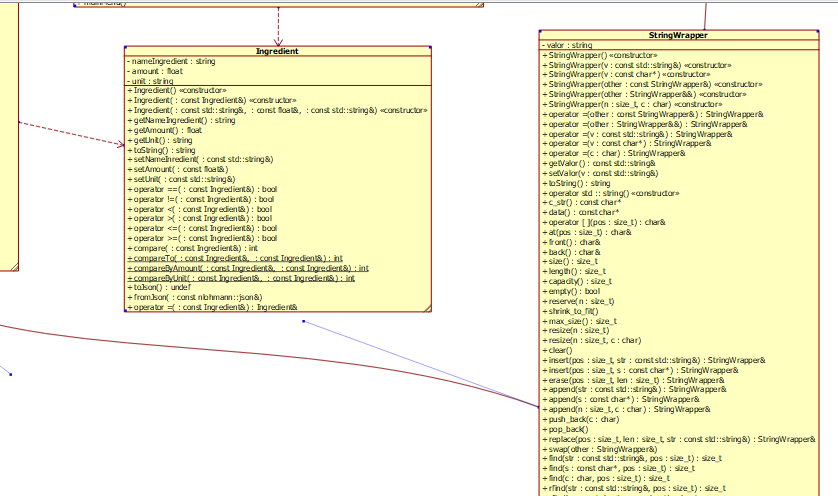 Ingredient
- nameIngredient : string
- amount : float
- unit : string
+ Ingredient() «constructor»
+ Ingredient( : const Ingredient&) «constructor»
+ Ingredient( : const std::string&, : const float&, : const std::string&) «constructor»
+ getNameIngredient() : string
+ getAmount() : float
+ getUnit() : string
+ toString() : string
+ setNameInredient( : const std::string&)
+ setAmount( : const float&)
+ setUnit( : const std::string&)
+ operator ==( : const Ingredient&) : bool
+ operator !=( : const Ingredient&) : bool
+ operator <( : const Ingredient&) : bool
+ operator >( : const Ingredient&) : bool
+ operator <=( : const Ingredient&) : bool
+ operator >=( : const Ingredient&) : bool
+ compare( : const Ingredient&) : int
+ compareTo( : const Ingredient&, : const Ingredient&) : int
+ compareByAmount( : const Ingredient&, : const Ingredient&) : int
+ compareByUnit( : const Ingredient&, : const Ingredient&) : int
+ toJson() : undef
+ fromJson( : const nlohmann::json&)
+ operator =( : const Ingredient&) : Ingredient&
StringWrapper
- valor : string
+ StringWrapper() «constructor»
+ StringWrapper(v : const std::string&) «constructor»
+ StringWrapper(v : const char*) «constructor»
+ StringWrapper(other : const StringWrapper&) «constructor»
+ StringWrapper(other : StringWrapper&&) «constructor»
+ StringWrapper(n : size_t, c : char) «constructor»
+ operator =(other : const StringWrapper&) : StringWrapper&
+ operator =(other : StringWrapper&&) : StringWrapper&
+ operator =(v : const std::string&) : StringWrapper&
+ operator =(v : const char*) : StringWrapper&
+ operator =(c : char) : StringWrapper&
+ getValor() : const std::string&
+ setValor(v : const std::string&)
+ toString() : string
+ operator std :: string() «constructor»
+ c_str() : const char*
+ data() : const char*
+ operator [ ](pos : size_t) : char&
+ at(pos : size_t) : char&
+ front() : char&
+ back() : char&
+ size() : size_t
+ length() : size_t
+ capacity() : size_t
+ empty() : bool
+ reserve(n : size_t)
+ shrink_to_fit()
+ max_size() : size_t
+ resize(n : size_t)
+ resize(n : size_t, c : char)
+ clear()
+ insert(pos : size_t, str : const std::string&) : StringWrapper&
+ insert(pos : size_t, s : const char*) : StringWrapper&
+ erase(pos : size_t, len : size_t) : StringWrapper&
+ append(str : const std::string&) : StringWrapper&
+ append(s : const char*) : StringWrapper&
+ append(n : size_t, c : char) : StringWrapper&
+ push_back(c : char)
+ pop_back()
+ replace(pos : size_t, len : size_t, str : const std::string&) : StringWrapper&
+ swap(other : StringWrapper&)
+ find(str : const std::string&, pos : size_t) : size_t
+ find(s : const char*, pos : size_t) : size_t
+ find(c : char, pos : size_t) : size_t
+ rfind(str : const std::string&, pos : size_t) : size_t